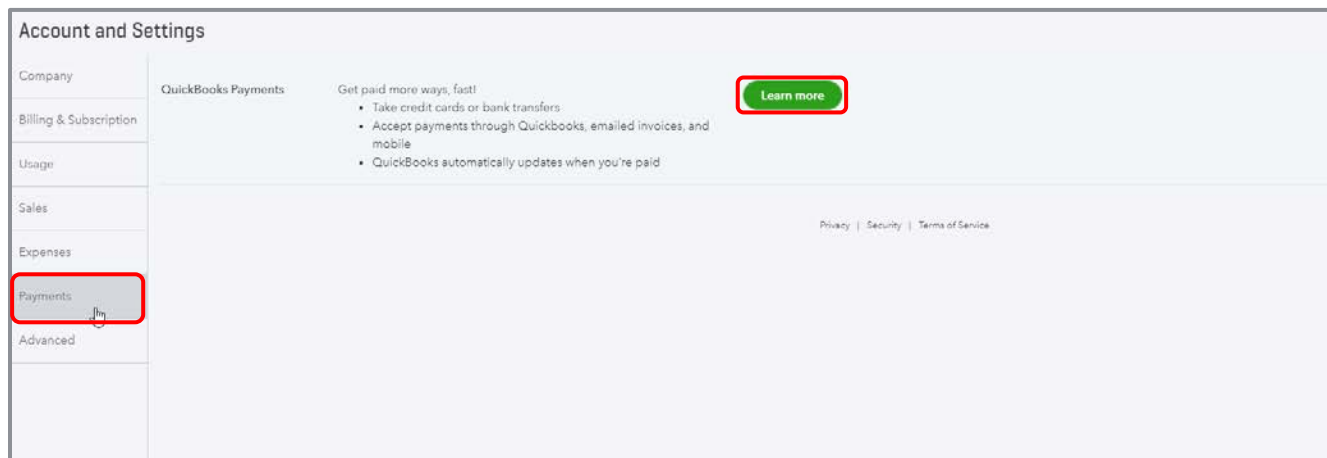 Account and Settings
Company
Billing & Subscription
Usage
Sales
Expenses
Payments
Advanced
QuickBooks Payments
Get paid more ways, fast!
• Take credit cards or bank transfers
• Accept payments through Quickbooks, emailed invoices, and
mobile
• QuickBooks automatically updates when you're paid
Learn more
Privacy | Security | Terms of Service